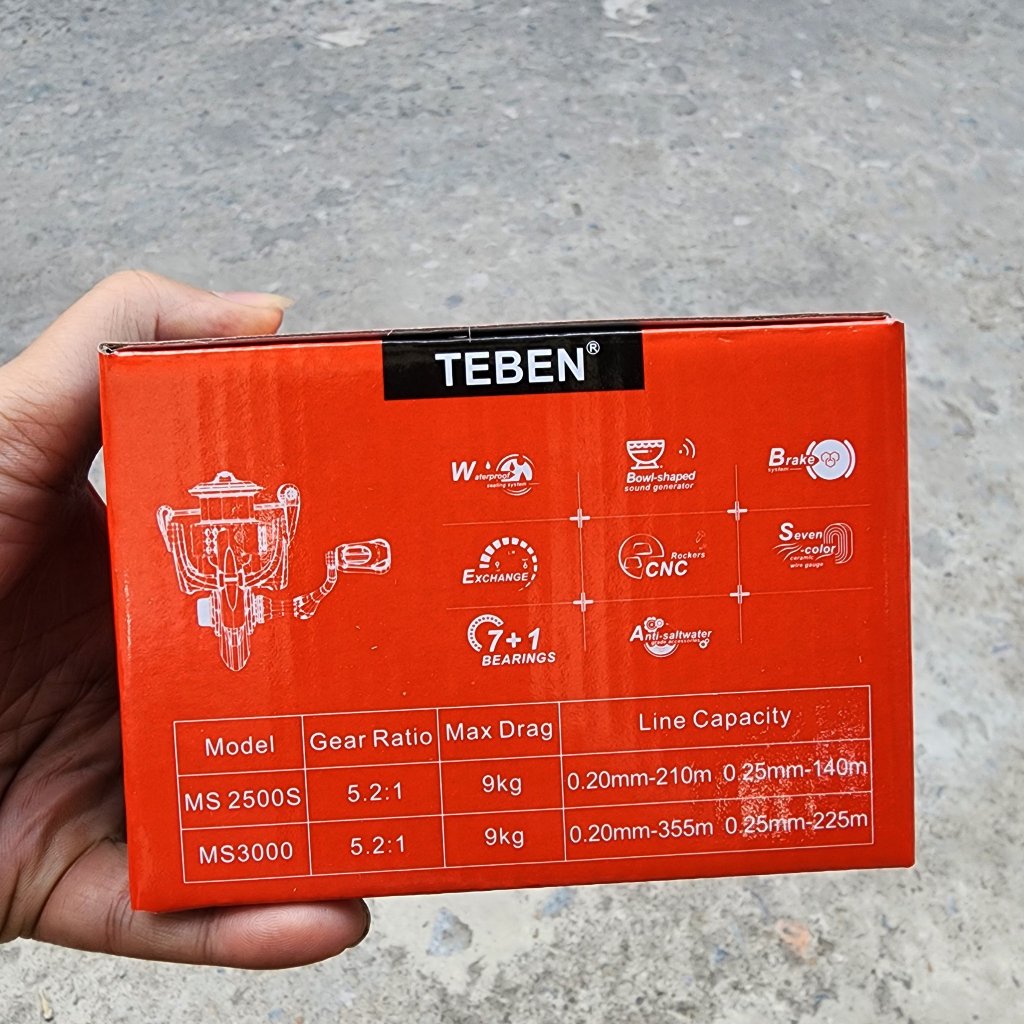 TEBEN®
Waterproof
sealing system
Bowl-shaped
sound generator
Brake
system
EXCHANGE
Rockers
CNC
Seven
-color
ceramic
wire gauge
7+1
BEARINGS
Anti-saltwater
grade accessories
Model Gear Ratio Max Drag Line Capacity
MS 2500S 5.2:1 9kg 0.20mm-210m 0.25mm-140m
MS3000 5.2:1 9kg 0.20mm-355m 0.25mm-225m